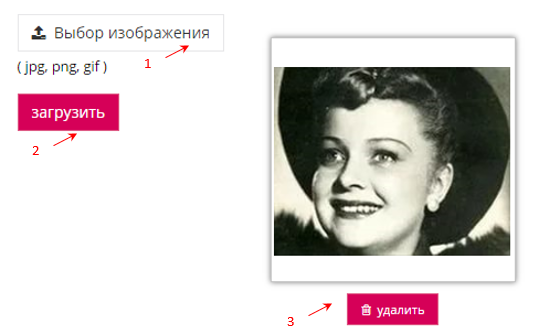 Выбор изображения
1
( jpg, png, gif )
загрузить
2
3
удалить